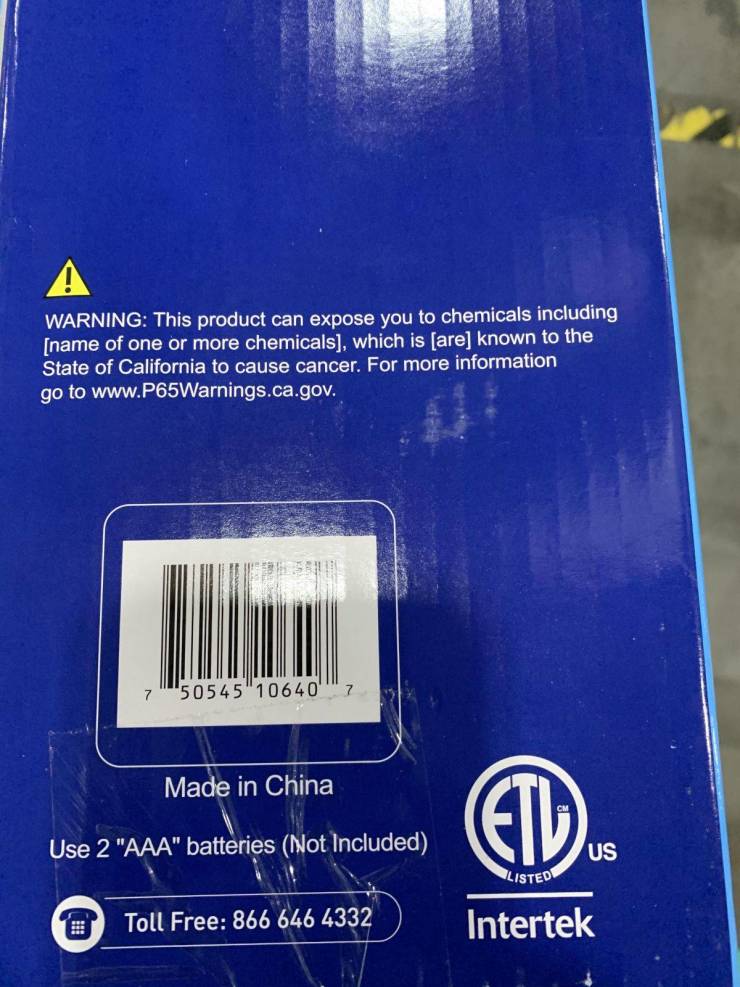 WARNING: This product can expose you to chemicals including
[name of one or more chemicals], which is [are] known to the
State of California to cause cancer. For more information
go to www.P65Warnings.ca.gov.
7 50545 10640 7
Made in China
Use 2 "AAA" batteries (Not Included)
Toll Free: 866 646 4332
ETL CM
LISTED
US
Intertek